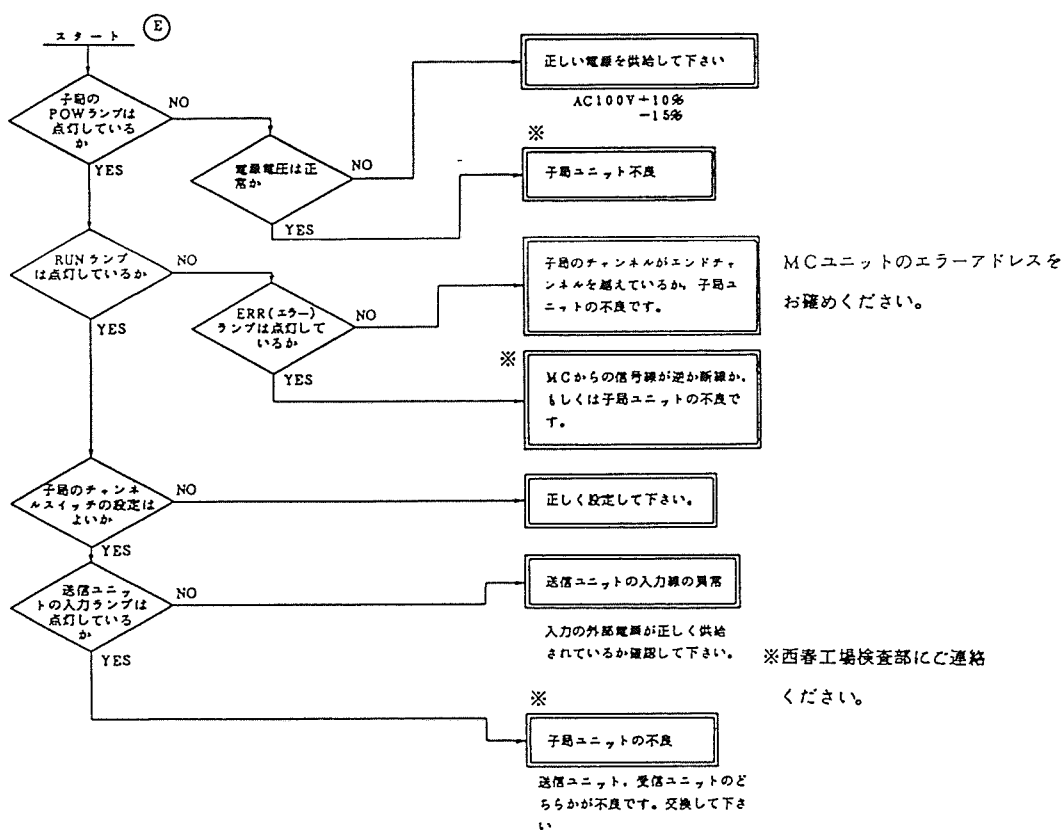 スタート
E
子局の
POWランプは
点灯している
か
NO
YES
電源電圧は正
常か
NO
YES
正しい電源を供給して下さい
AC100V+10%
-15%
※
子局ユニット不良
RUNランプ
は点灯しているか
NO
YES
ERR(エラー)
ランプは点灯して
いるか
NO
YES
子局のチャンネルがエンドチャ
ンネルを越えているか,子局ユ
ニットの不良です。
MCユニットのエラーアドレスを
お確めください。
※
MCからの信号線が逆か断線か,
もしくは子局ユニットの不良で
す。
子局のチャンネ
ルスイッチの設定は
よいか
NO
YES
正しく設定して下さい。
送信ユニッ
トの入力ランプは
点灯している
か
NO
YES
送信ユニットの入力線の異常
入力の外部電源が正しく供給
されているか確認して下さい。
※西春工場検査部にご連絡
ください。
※
子局ユニットの不良
送信ユニット,受信ユニットのど
ちらかが不良です。交換して下さ
い